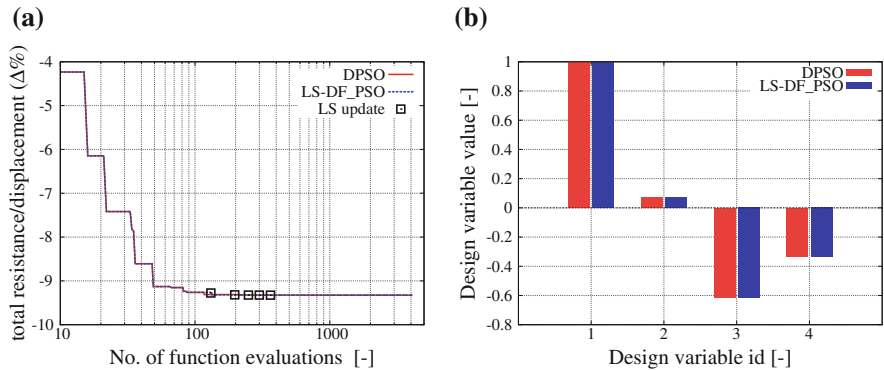 (a)
total resistance/displacement (Δ%)
-4
-5
-6
-7
-8
-9
-10
10
100
1000
No. of function evaluations [-]
DPSO
LS-DF_PSO
LS update
(b)
Design variable value [-]
1
0.8
0.6
0.4
0.2
0
-0.2
-0.4
-0.6
-0.8
1
2
3
4
Design variable id [-]
DPSO
LS-DF_PSO